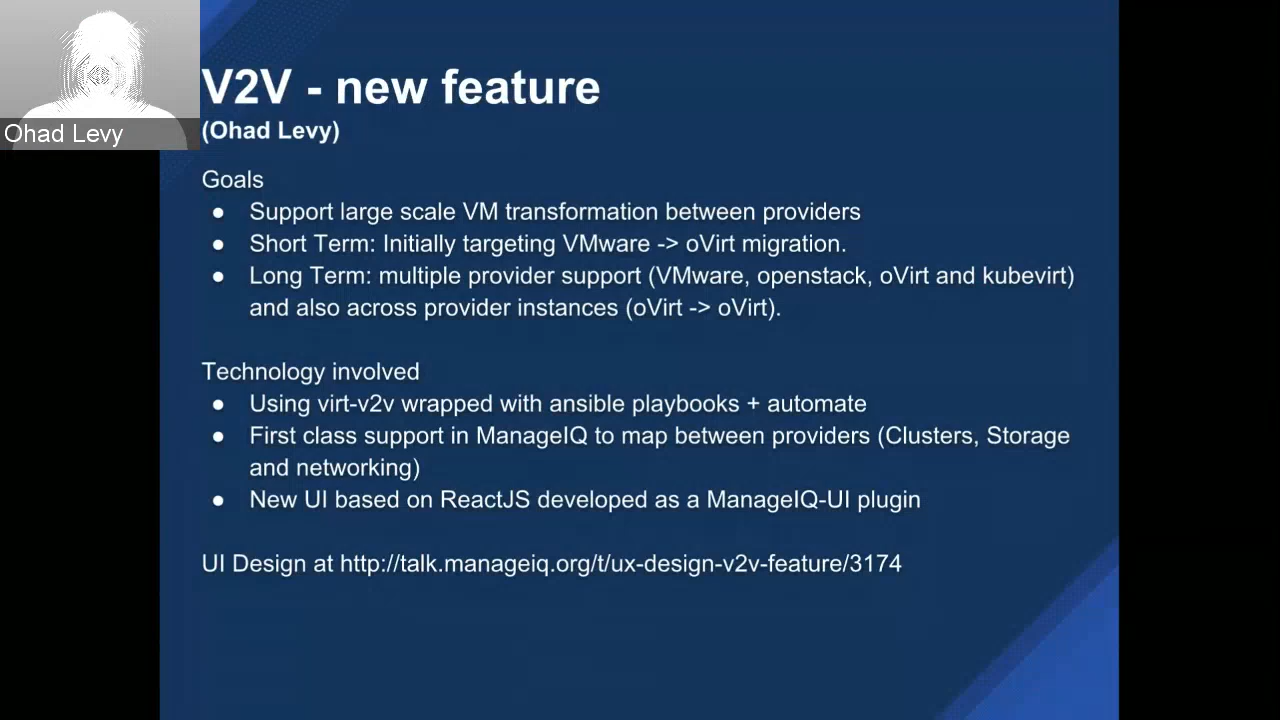 Ohad Levy
V2V - new feature
(Ohad Levy)
Goals
● Support large scale VM transformation between providers
● Short Term: Initially targeting VMware -> oVirt migration.
● Long Term: multiple provider support (VMware, openstack, oVirt and kubevirt)
and also across provider instances (oVirt -> oVirt).
Technology involved
● Using virt-v2v wrapped with ansible playbooks + automate
● First class support in ManageIQ to map between providers (Clusters, Storage
and networking)
● New UI based on ReactJS developed as a ManageIQ-UI plugin
UI Design at http://talk.manageiq.org/t/ux-design-v2v-feature/3174